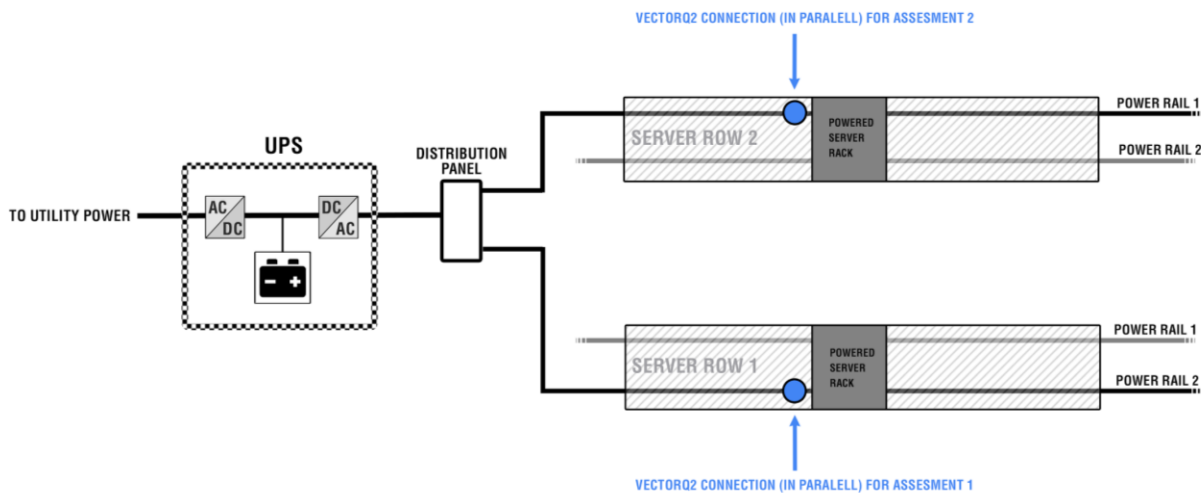 VECTORQ2 CONNECTION (IN PARALELL) FOR ASSESMENT 2
POWER RAIL 1
SERVER ROW 2
POWERED
SERVER
RACK
POWER RAIL 2
UPS
DISTRIBUTION
PANEL
AC
DC
DC
AC
TO UTILITY POWER
POWER RAIL 1
SERVER ROW 1
POWERED
SERVER
RACK
POWER RAIL 2
VECTORQ2 CONNECTION (IN PARALELL) FOR ASSESMENT 1